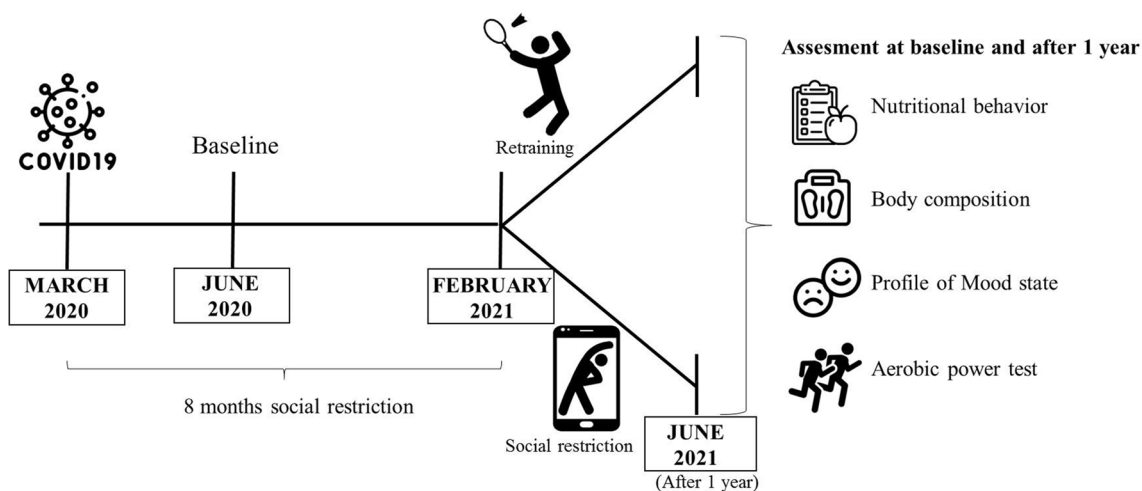 COVID19
Baseline
Retraining
MARCH
2020
JUNE
2020
FEBRUARY
2021
8 months social restriction
Social restriction
JUNE
2021
(After 1 year)
Assesment at baseline and after 1 year
Nutritional behavior
Body composition
Profile of Mood state
Aerobic power test